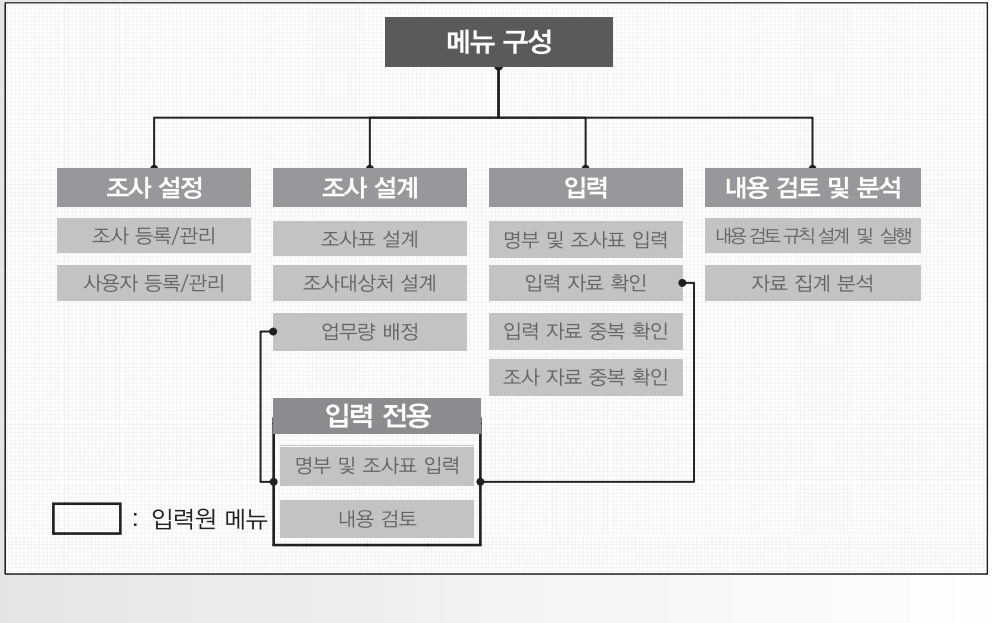 메뉴 구성
조사 설정
조사 등록/관리
사용자 등록/관리
조사 설계
조사표 설계
조사대상처 설계
업무량 배정
입력
명부 및 조사표 입력
입력 자료 확인
입력 자료 중복 확인
조사 자료 중복 확인
내용 검토 및 분석
내용 검토 규칙 설계 및 실행
자료 집계 분석
입력 전용
명부 및 조사표 입력
내용 검토
: 입력원 메뉴